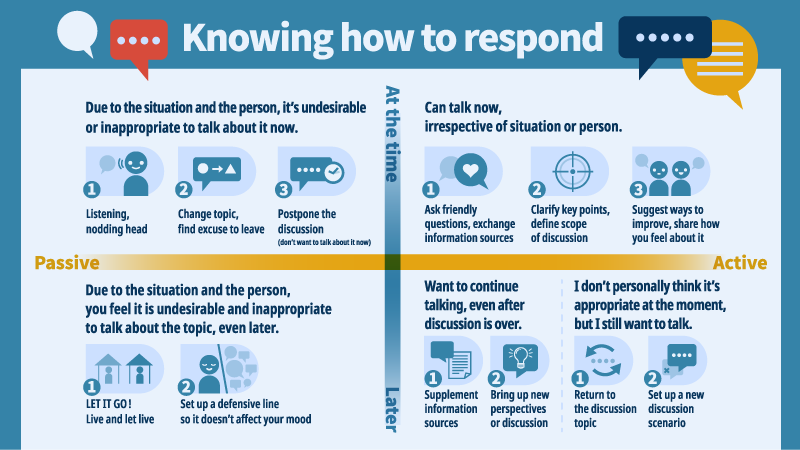 Knowing how to respond
At the time
Due to the situation and the person, it's undesirable
or inappropriate to talk about it now.
1
Listening,
nodding head
2
Change topic,
find excuse to leave
3
Postpone the
discussion
(don't want to talk about it now)
Can talk now,
irrespective of situation or person.
1
Ask friendly
questions, exchange
information sources
2
Clarify key points,
define scope
of discussion
3
Suggest ways to
improve, share how
you feel about it
Passive
Active
Due to the situation and the person,
you feel it is undesirable and inappropriate
to talk about the topic, even later.
1
LET IT GO!
Live and let live
2
Set up a defensive line
so it doesn't affect your mood
Later
Want to continue
talking, even after
discussion is over.
1
Supplement
information
sources
2
Bring up new
perspectives
or discussion
I don't personally think it's
appropriate at the moment,
but I still want to talk.
1
Return to
the discussion
topic
2
Set up a new
discussion
scenario